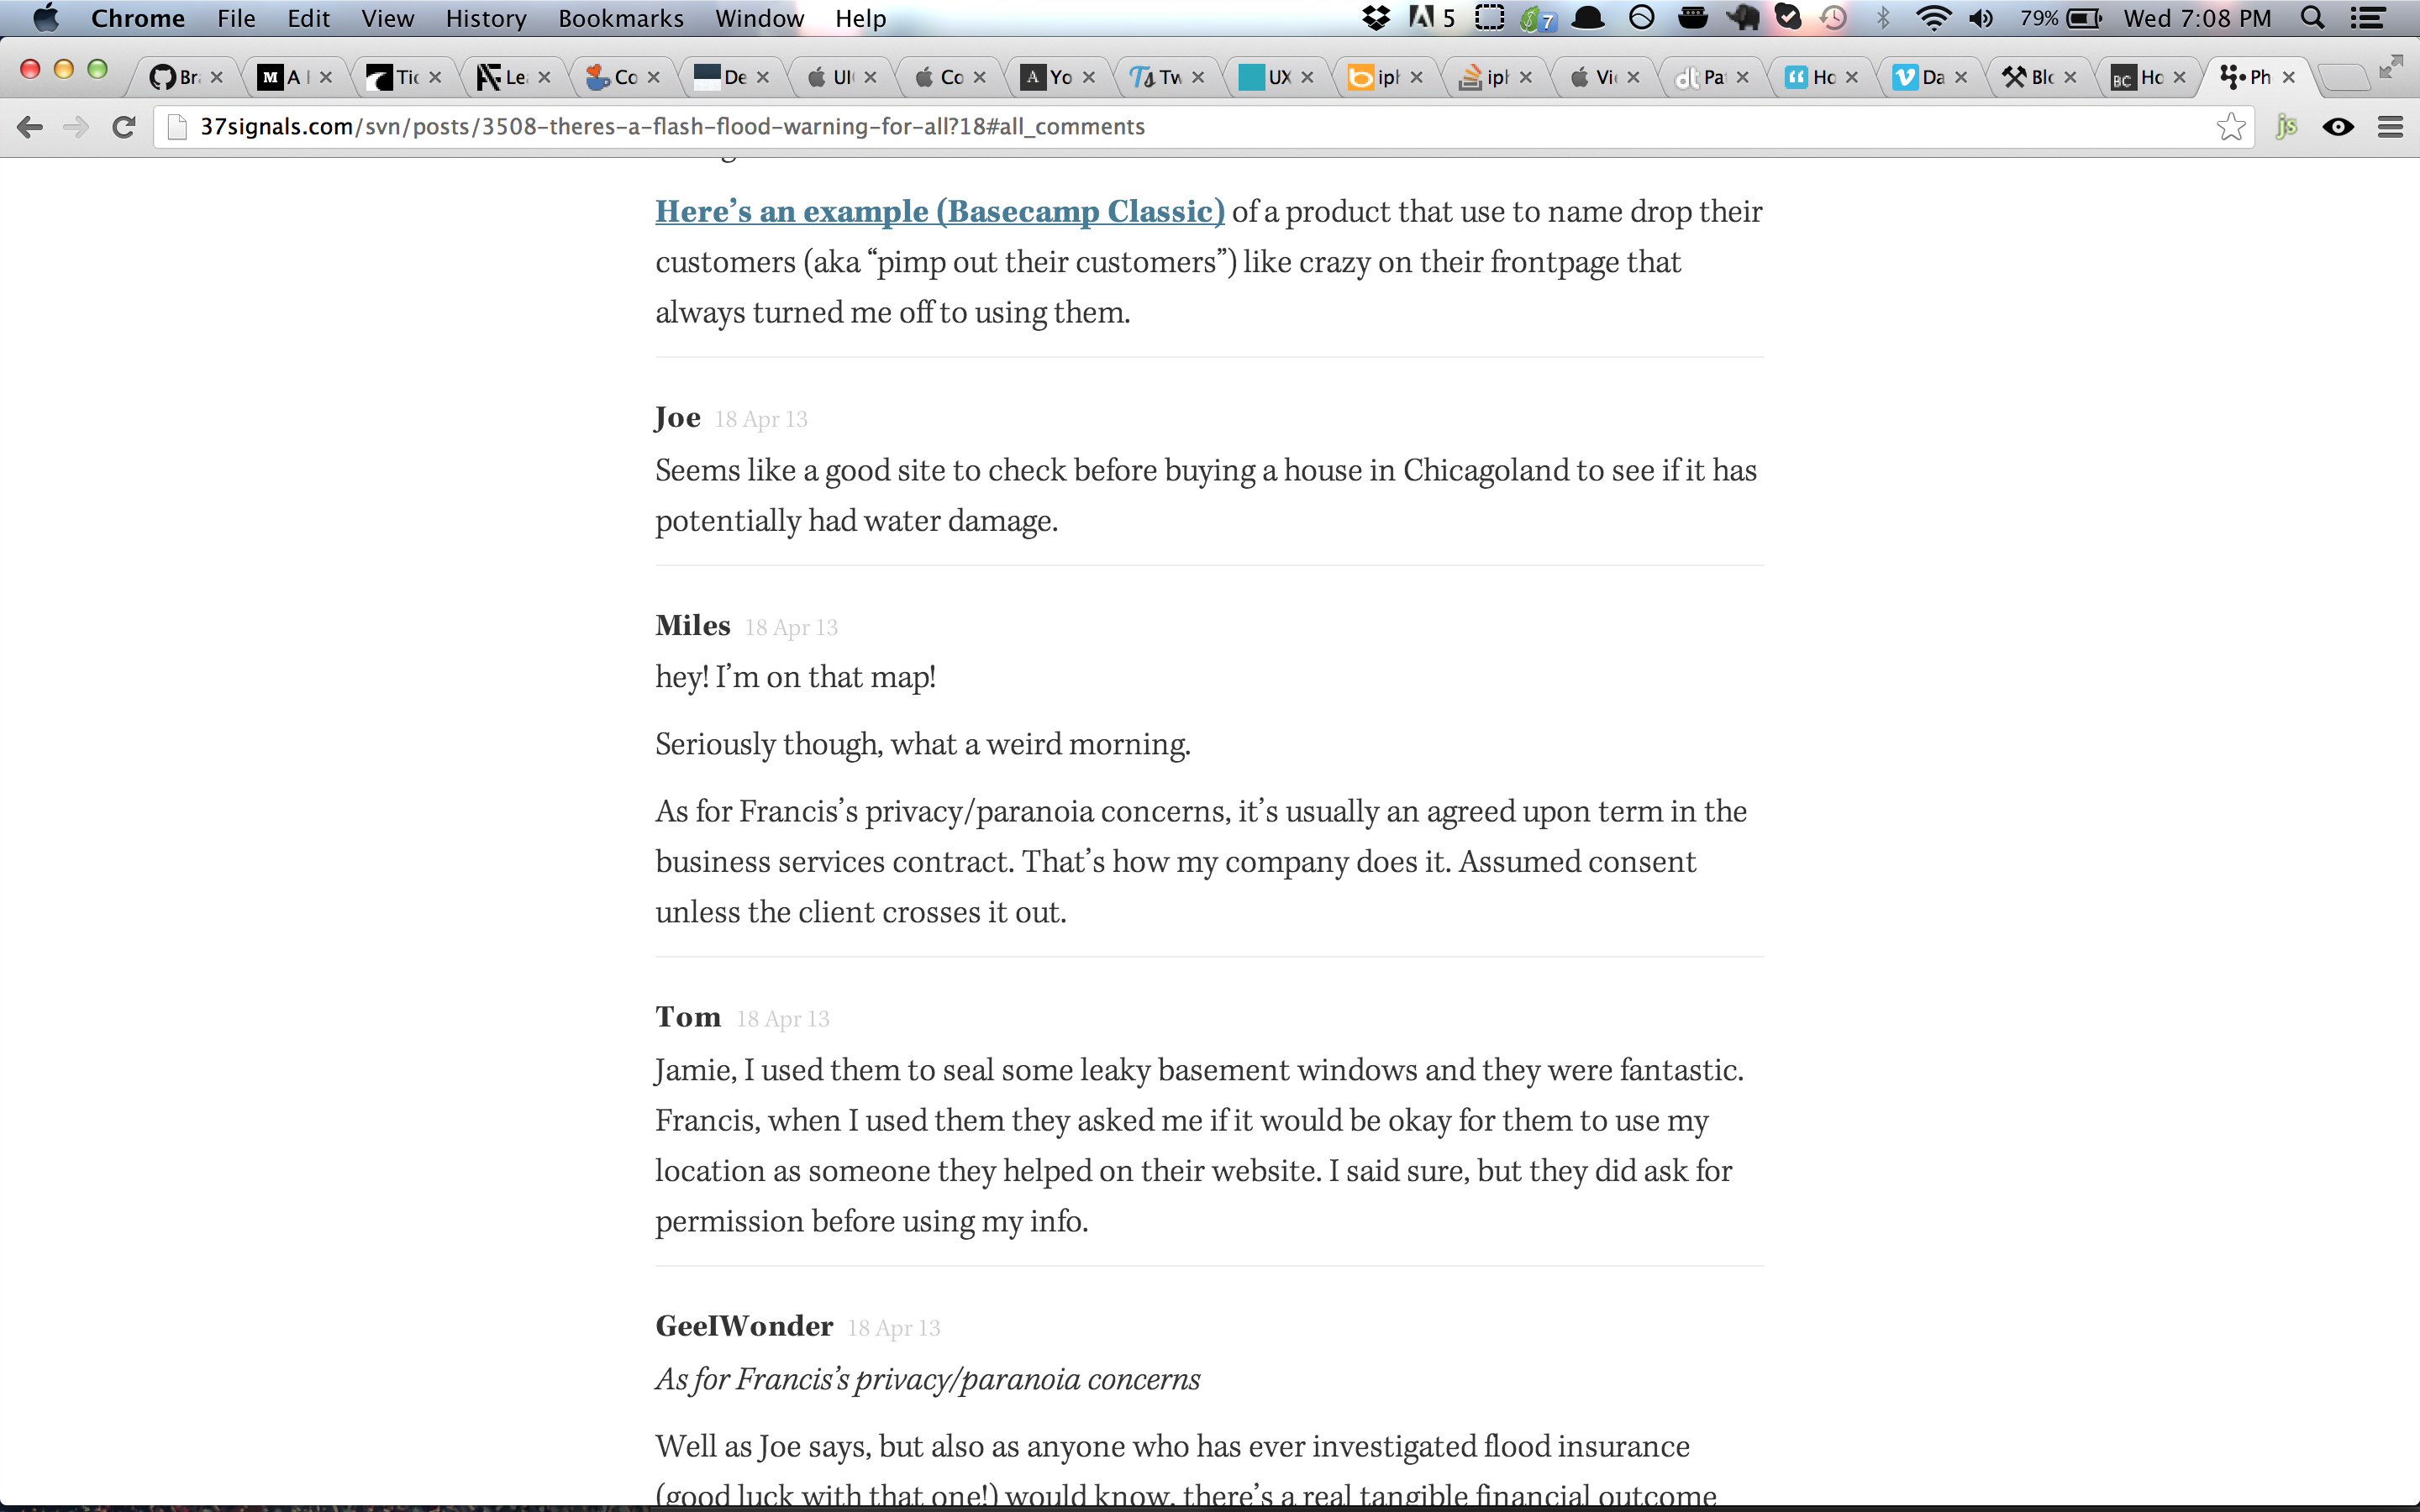 Chrome File Edit View History Bookmarks Window Help 5 7 79% Wed 7:08 PM
Br M A Tic Le Co De UI Co A Yo Ts Tw UX b iph iph Vi dt Pa Ho Da Blo BC Ho Ph
37signals.com/svn/posts/3508-theres-a-flash-flood-warning-for-all?18#all_comments js
Here’s an example (Basecamp Classic) of a product that use to name drop their
customers (aka “pimp out their customers”) like crazy on their frontpage that
always turned me off to using them.
Joe 18 Apr 13
Seems like a good site to check before buying a house in Chicagoland to see if it has
potentially had water damage.
Miles 18 Apr 13
hey! I’m on that map!
Seriously though, what a weird morning.
As for Francis’s privacy/paranoia concerns, it’s usually an agreed upon term in the
business services contract. That’s how my company does it. Assumed consent
unless the client crosses it out.
Tom 18 Apr 13
Jamie, I used them to seal some leaky basement windows and they were fantastic.
Francis, when I used them they asked me if it would be okay for them to use my
location as someone they helped on their website. I said sure, but they did ask for
permission before using my info.
GeeIWonder 18 Apr 13
As for Francis’s privacy/paranoia concerns
Well as Joe says, but also as anyone who has ever investigated flood insurance
(good luck with that one!) would know, there’s a real tangible financial outcome